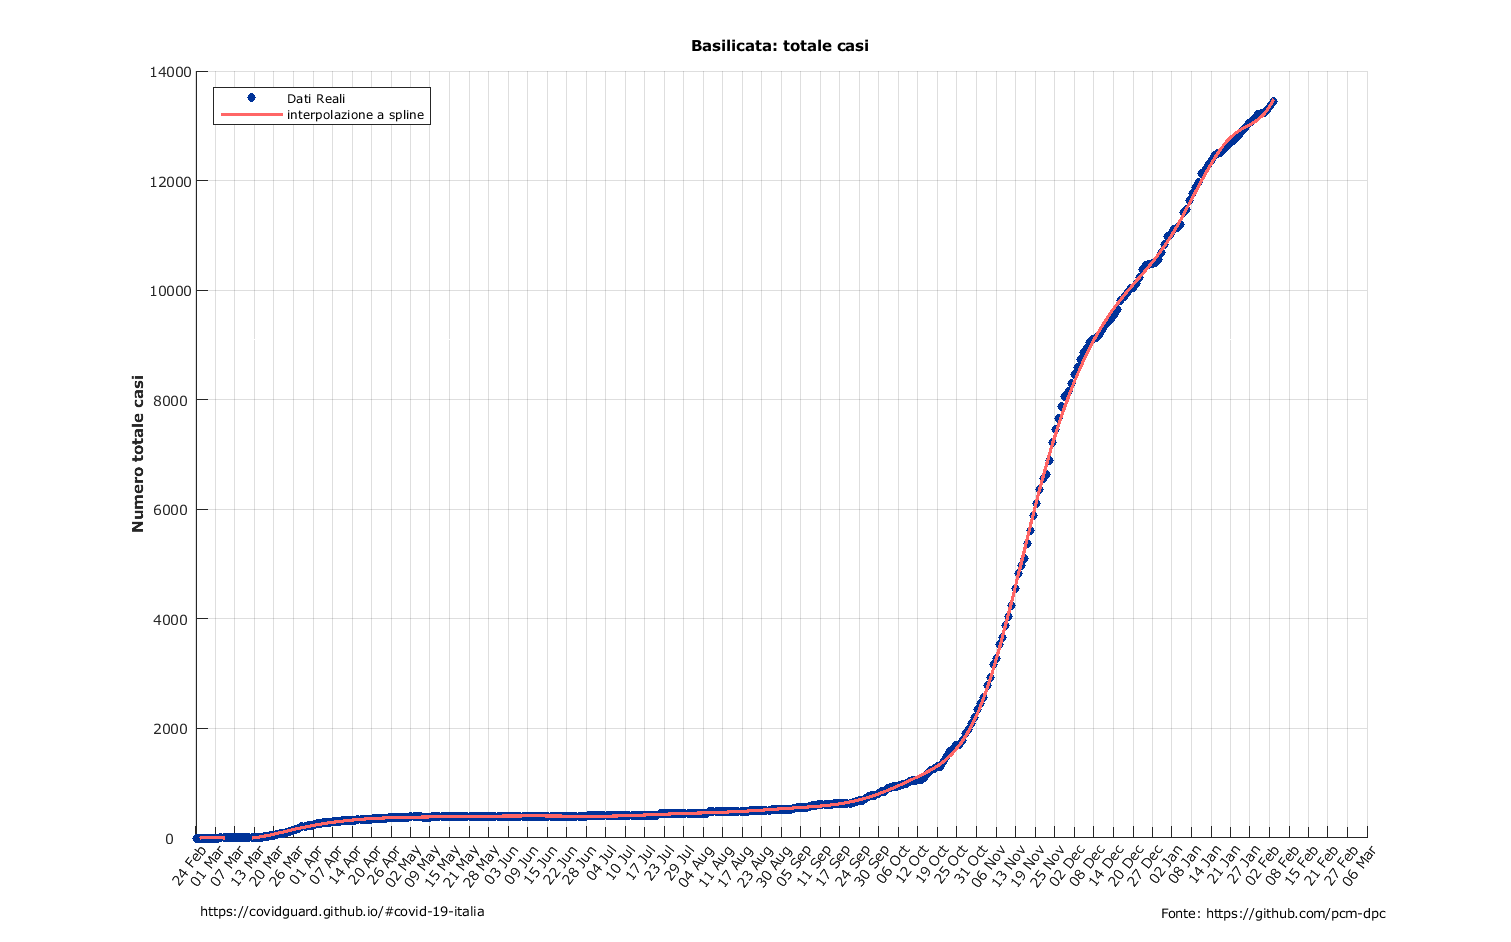 Basilicata: totale casi
14000
12000
10000
8000
6000
4000
2000
0
Dati Reali
interpolazione a spline
Numero totale casi
24 Feb
01 Mar
07 Mar
13 Mar
20 Mar
26 Mar
01 Apr
07 Apr
14 Apr
20 Apr
26 Apr
02 May
09 May
15 May
21 May
28 May
03 Jun
09 Jun
15 Jun
22 Jun
28 Jun
04 Jul
10 Jul
17 Jul
23 Jul
29 Jul
04 Aug
11 Aug
17 Aug
23 Aug
30 Aug
05 Sep
11 Sep
17 Sep
24 Sep
30 Sep
06 Oct
12 Oct
19 Oct
25 Oct
31 Oct
06 Nov
13 Nov
19 Nov
25 Nov
02 Dec
08 Dec
14 Dec
20 Dec
27 Dec
02 Jan
08 Jan
14 Jan
21 Jan
27 Jan
02 Feb
08 Feb
15 Feb
21 Feb
27 Feb
06 Mar
https://covidguard.github.io/#covid-19-italia
Fonte: https://github.com/pcm-dpc